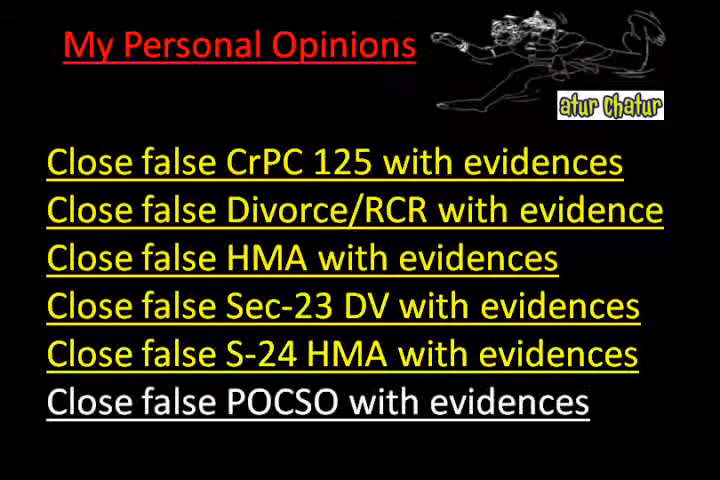 My Personal Opinions
atur Chatur
Close false CrPC 125 with evidences
Close false Divorce/RCR with evidence
Close false HMA with evidences
Close false Sec-23 DV with evidences
Close false S-24 HMA with evidences
Close false POCSO with evidences